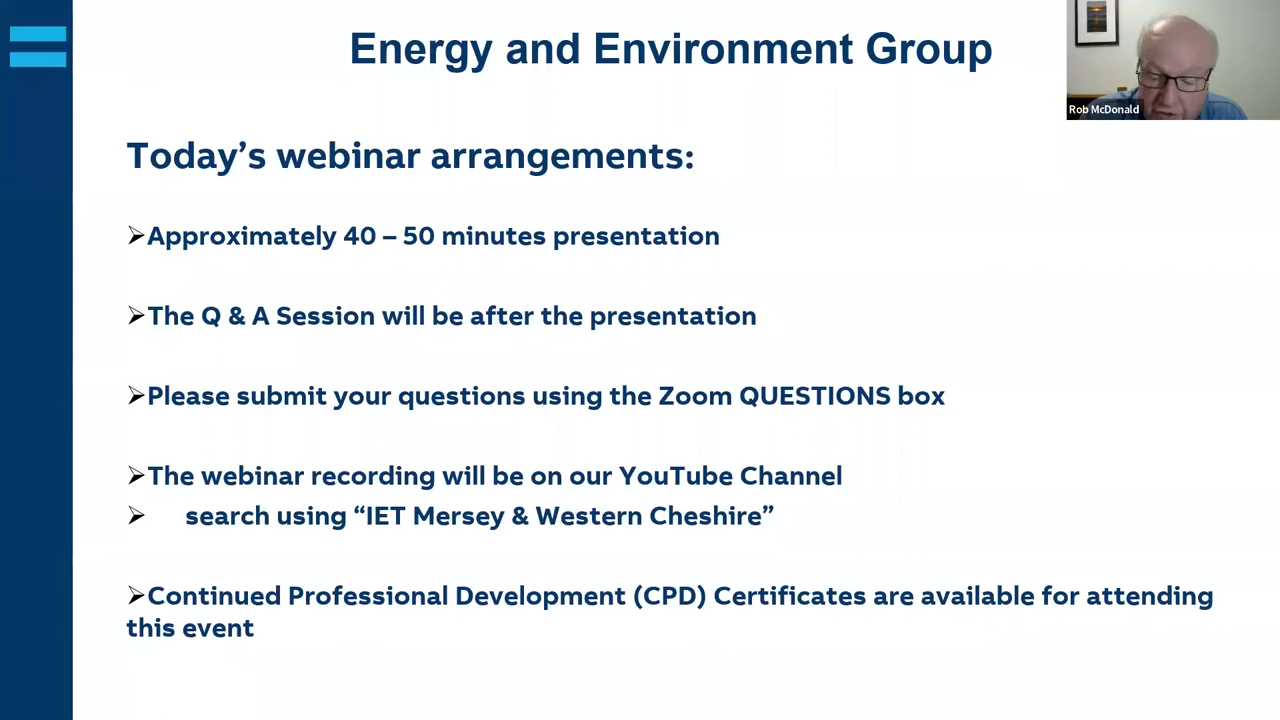 Energy and Environment Group
Rob McDonald
Today’s webinar arrangements:
➢Approximately 40 – 50 minutes presentation
➢The Q & A Session will be after the presentation
➢Please submit your questions using the Zoom QUESTIONS box
➢The webinar recording will be on our YouTube Channel
➢ search using “IET Mersey & Western Cheshire”
➢Continued Professional Development (CPD) Certificates are available for attending
this event